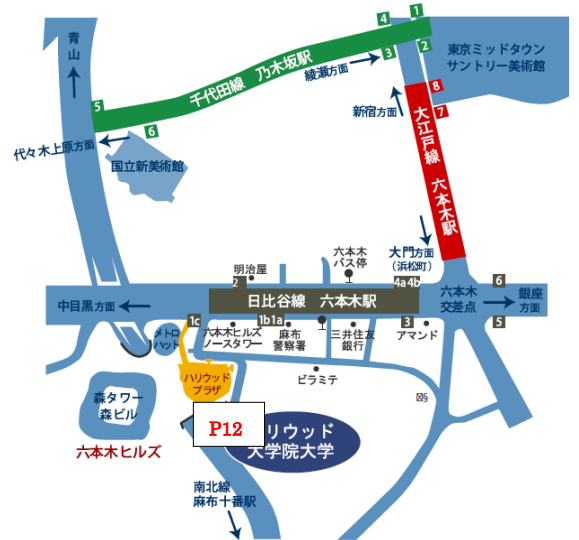 青山
4
1
3
2
東京ミッドタウン
サントリー美術館
千代田線 乃木坂駅
綾瀬方面
5
6
8
7
新宿方面
代々木上原方面
国立新美術館
大江戸線 六本木駅
大門方面
(浜松町)
六本木
バス停
明治屋
2
4a4b
日比谷線 六本木駅
中目黒方面
六本木
交差点
6
銀座
方面
5
1c
1b1a
3
メトロ
ハット
六本木ヒルズ
ノースタワー
麻布
警察署
三井住友
銀行
アマンド
ハリウッド
プラザ
ピラミテ
森タワー
森ビル
六本木ヒルズ
P12
リウッド
大学院大学
南北線
麻布十番駅